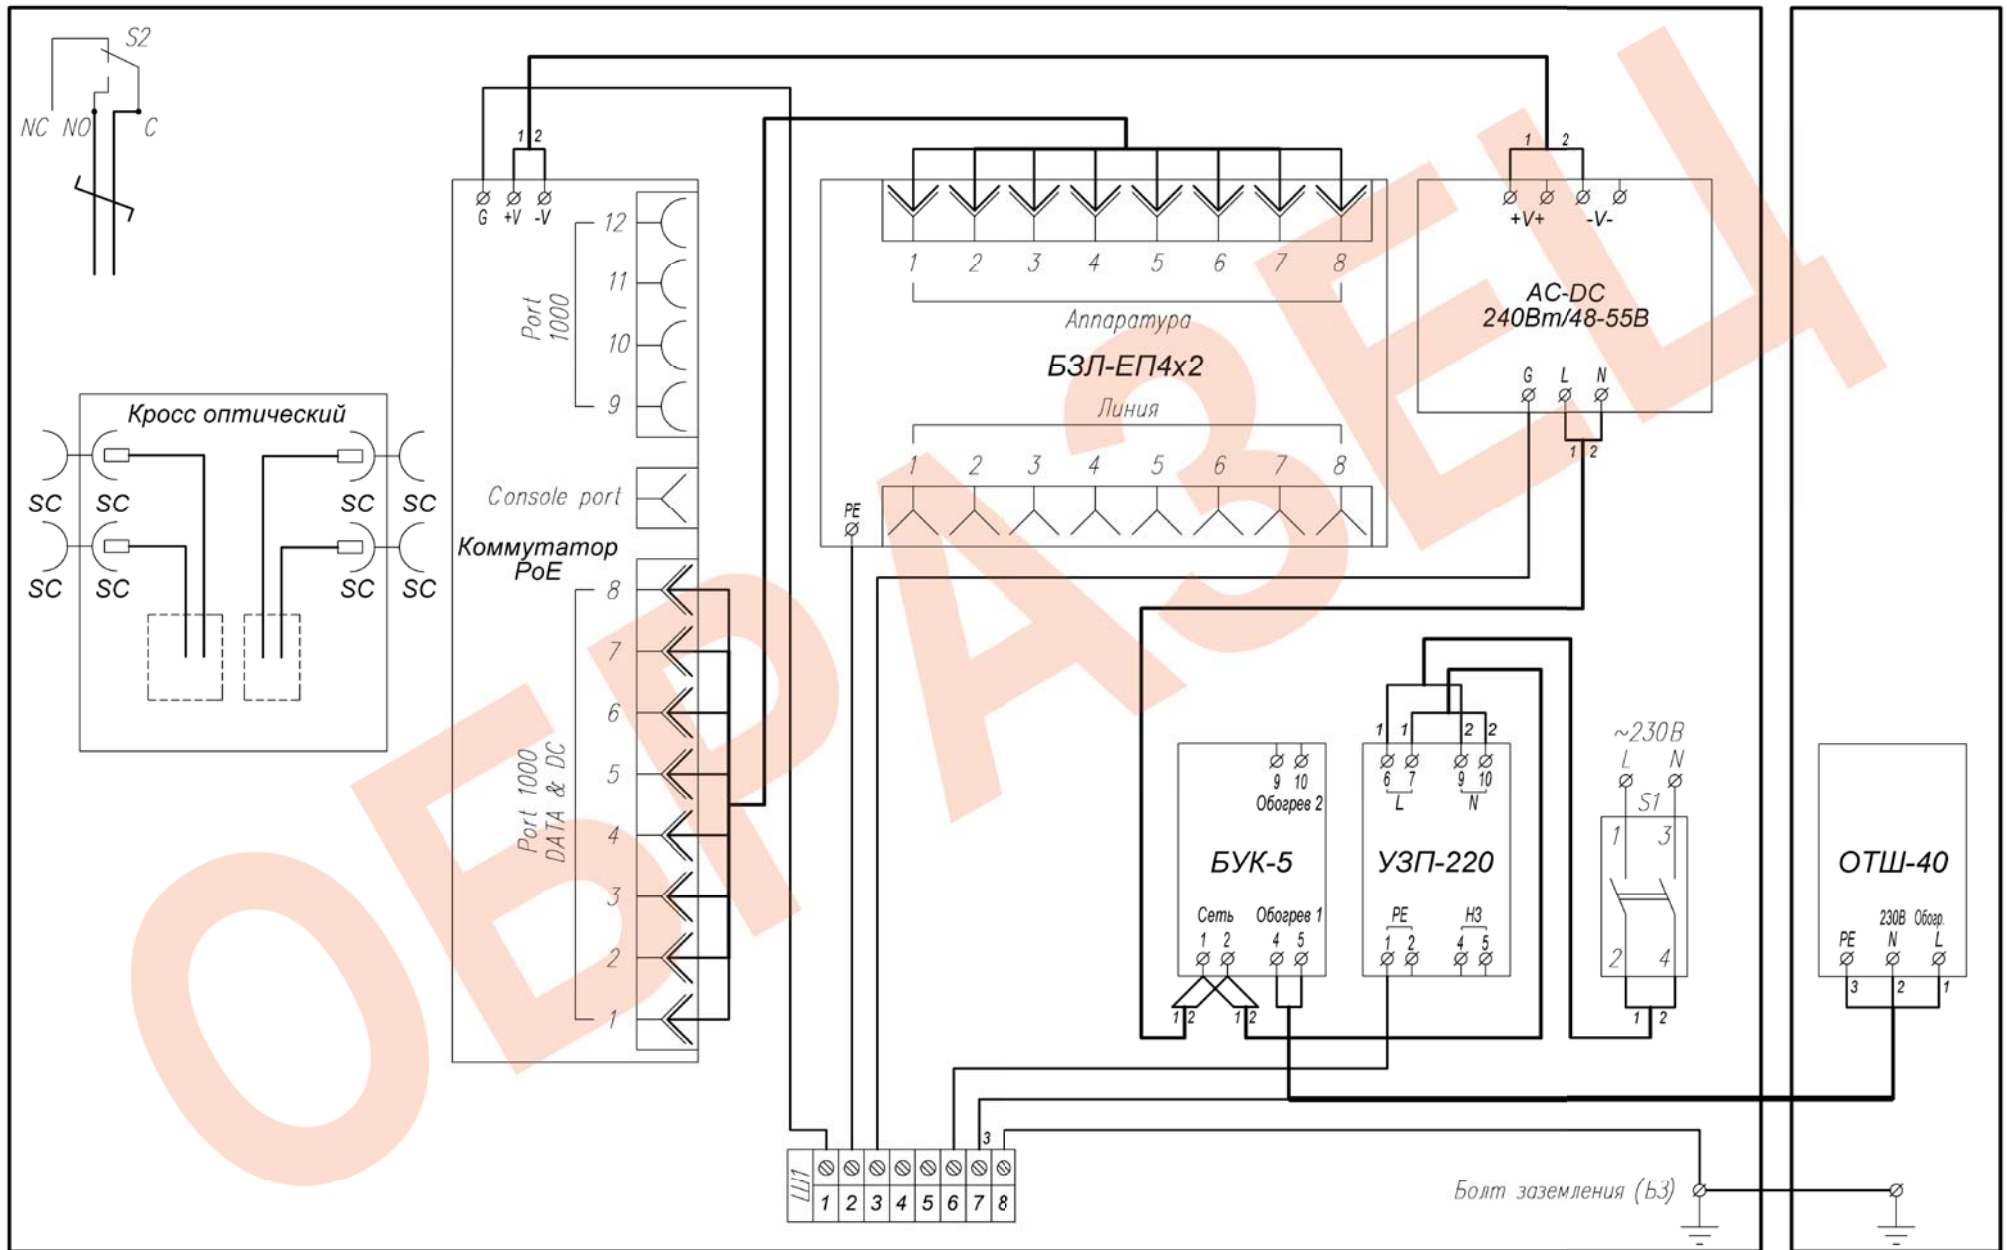 S2
NC NO C
1 2
G +V -V
Port
1000
12
11
10
9
Console port
Коммутатор
PoE
Port 1000
DATA & DC
8
7
6
5
4
3
2
1
Кросс оптический
SC SC SC SC
SC SC SC SC
1 2 3 4 5 6 7 8
Аппаратура
БЗЛ-ЕП4х2
Линия
1 2 3 4 5 6 7 8
PE
1 2
+V+ -V-
AC-DC
240Вт/48-55В
G L N
1 2
9 10
Обогрев 2
БУК-5
Сеть Обогрев 1
1 2 4 5
1 2 1 2
1 1 2 2
6 7 9 10
L N
УЗП-220
PE НЗ
1 2 4 5
~230В
L N
S1
1 3
2 4
1 2
ОТШ-40
230В Обогр.
PE N L
3 2 1
3
Ш1
1 2 3 4 5 6 7 8
Болт заземления (БЗ)
ОБРАЗЕЦ